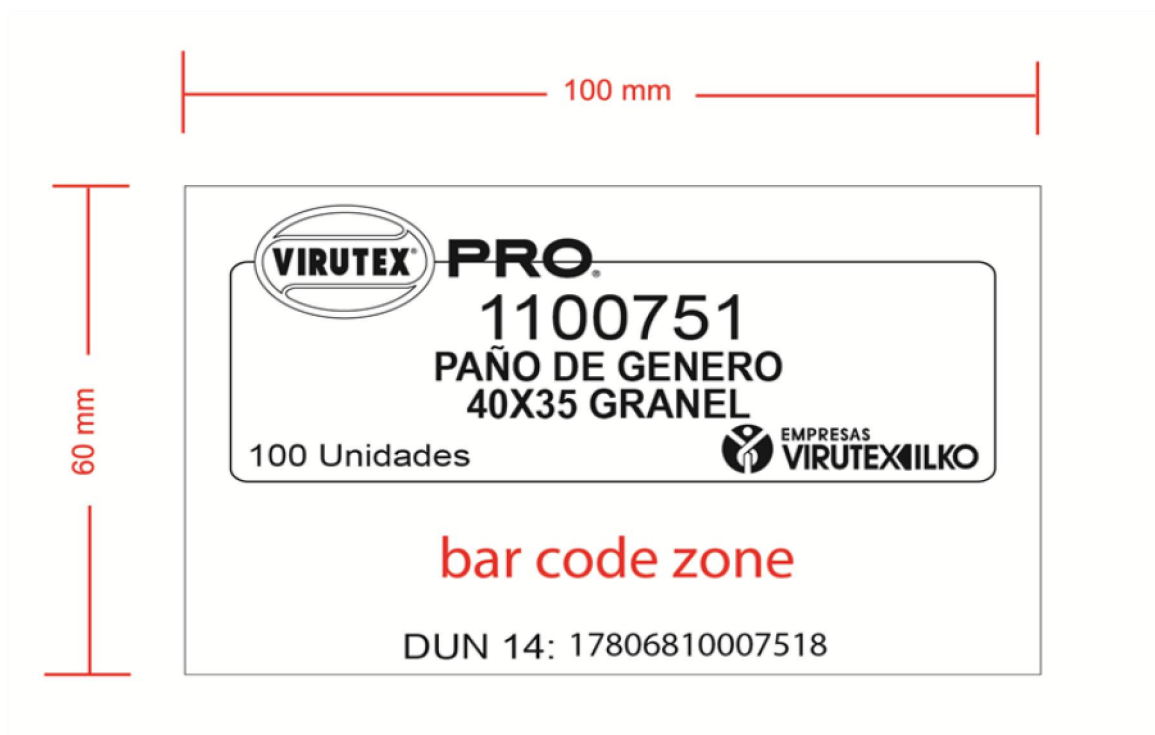 100 mm
60 mm
VIRUTEX® PRO®
1100751
PAÑO DE GENERO
40X35 GRANEL
100 Unidades
EMPRESAS
VIRUTEX ILKO
bar code zone
DUN 14: 17806810007518